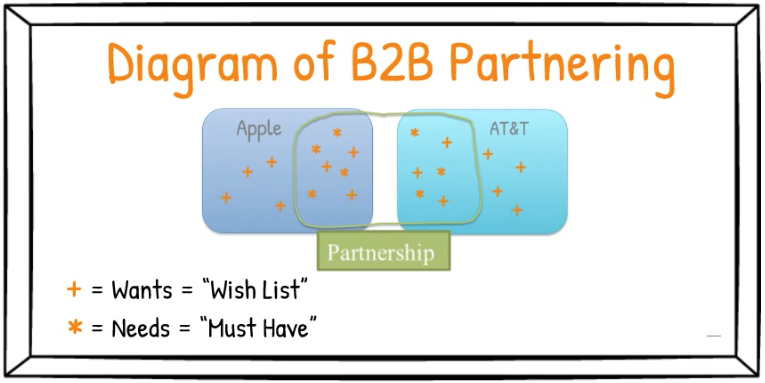 Diagram of B2B Partnering
Apple
AT&T
Partnership
+ = Wants = “Wish List”
* = Needs = “Must Have”